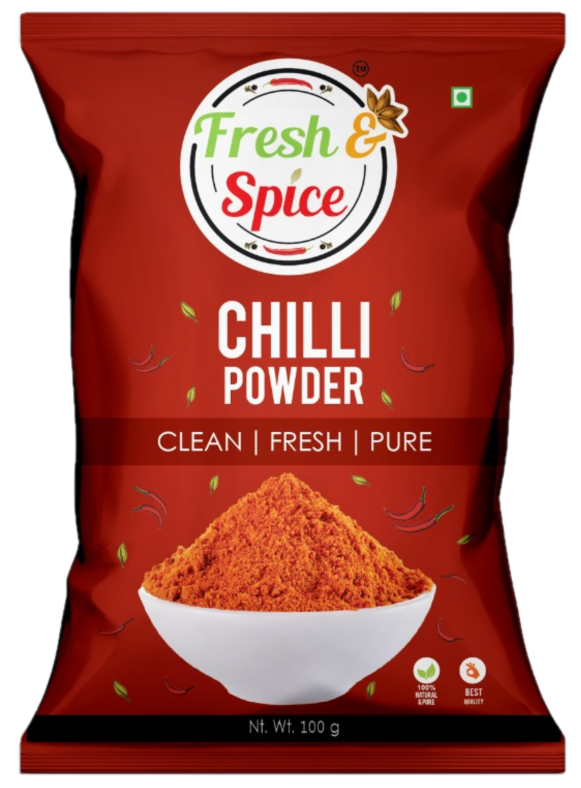 TM
Fresh &
Spice
CHILLI
POWDER
CLEAN | FRESH | PURE
100%
NATURAL
& PURE
BEST
QUALITY
Nt. Wt. 100 g